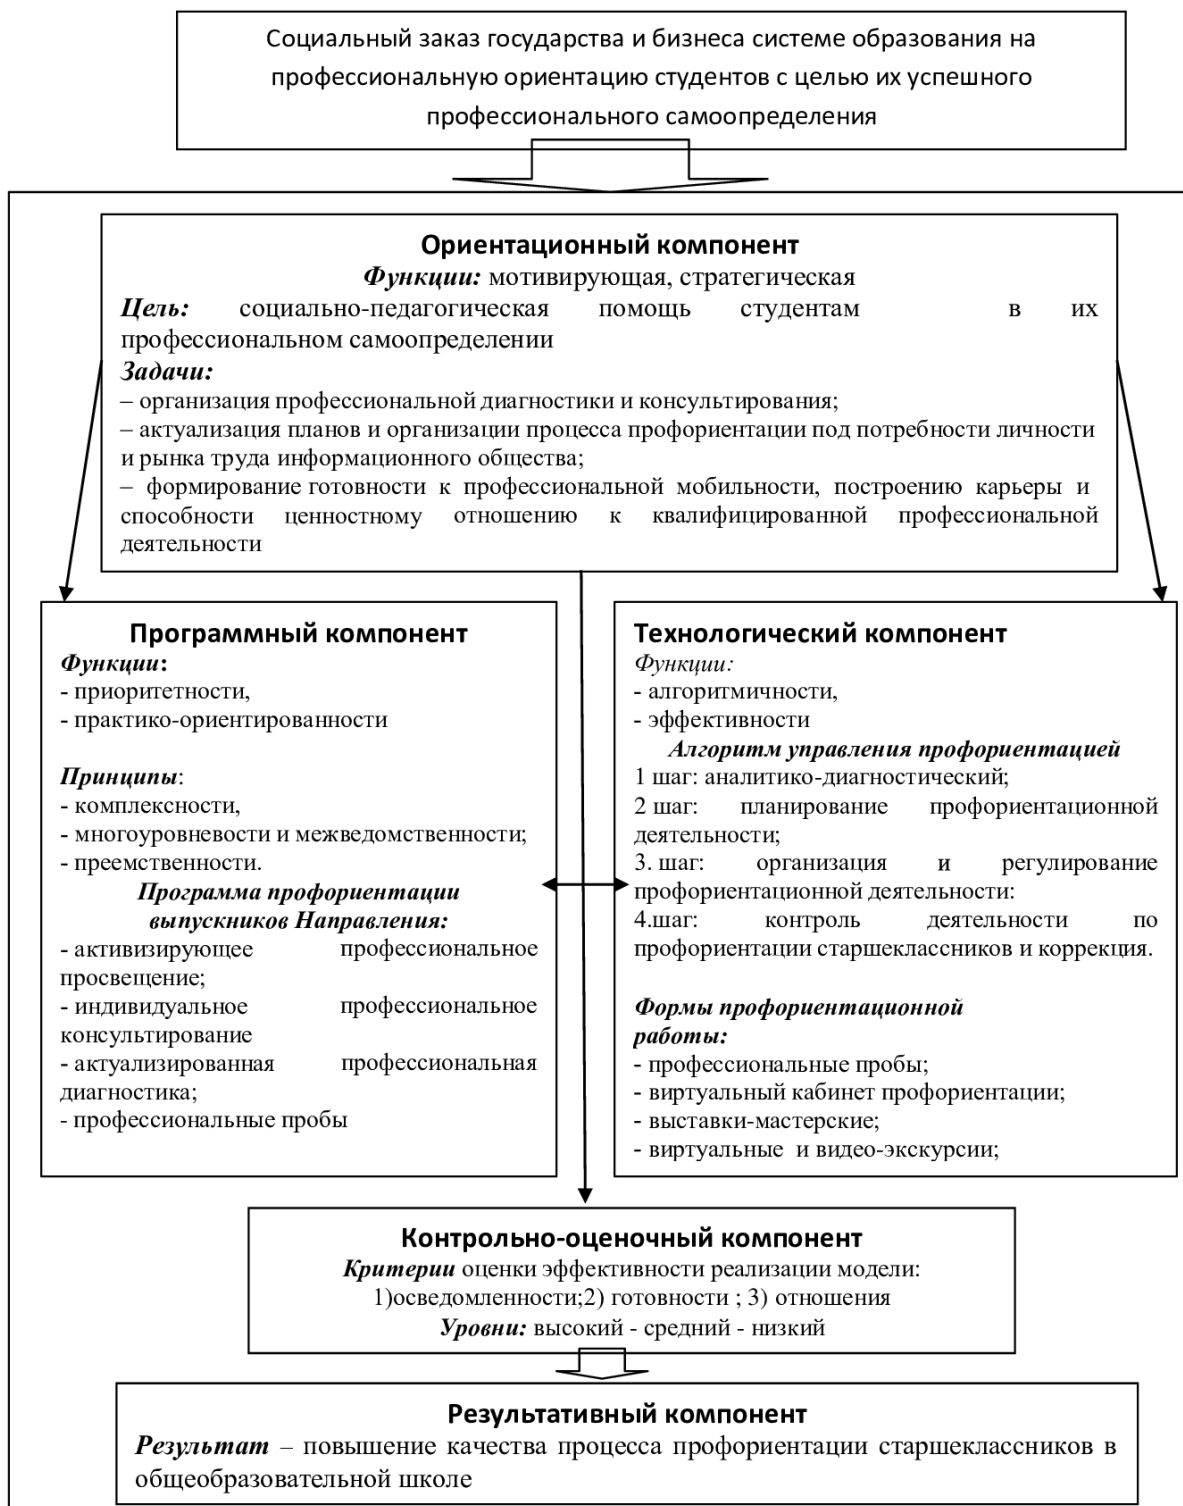 Социальный заказ государства и бизнеса системе образования на
профессиональную ориентацию студентов с целью их успешного
профессионального самоопределения
Ориентационный компонент
Функции: мотивирующая, стратегическая
Цель: социально-педагогическая помощь студентам в их
профессиональном самоопределении
Задачи:
– организация профессиональной диагностики и консультирования;
– актуализация планов и организации процесса профориентации под потребности личности
и рынка труда информационного общества;
– формирование готовности к профессиональной мобильности, построению карьеры и
способности ценностному отношению к квалифицированной профессиональной
деятельности
Программный компонент
Функции:
- приоритетности,
- практико-ориентированности
Принципы:
- комплексности,
- многоуровневости и межведомственности;
- преемственности.
Программа профориентации
выпускников Направления:
- активизирующее профессиональное
просвещение;
- индивидуальное профессиональное
консультирование
- актуализированная профессиональная
диагностика;
- профессиональные пробы
Технологический компонент
Функции:
- алгоритмичности,
- эффективности
Алгоритм управления профориентацией
1 шаг: аналитико-диагностический;
2 шаг: планирование профориентационной
деятельности;
3. шаг: организация и регулирование
профориентационной деятельности:
4.шаг: контроль деятельности по
профориентации старшеклассников и коррекция.
Формы профориентационной
работы:
- профессиональные пробы;
- виртуальный кабинет профориентации;
- выставки-мастерские;
- виртуальные и видео-экскурсии;
Контрольно-оценочный компонент
Критерии оценки эффективности реализации модели:
1)осведомленности;2) готовности ; 3) отношения
Уровни: высокий - средний - низкий
Результативный компонент
Результат – повышение качества процесса профориентации старшеклассников в
общеобразовательной школе